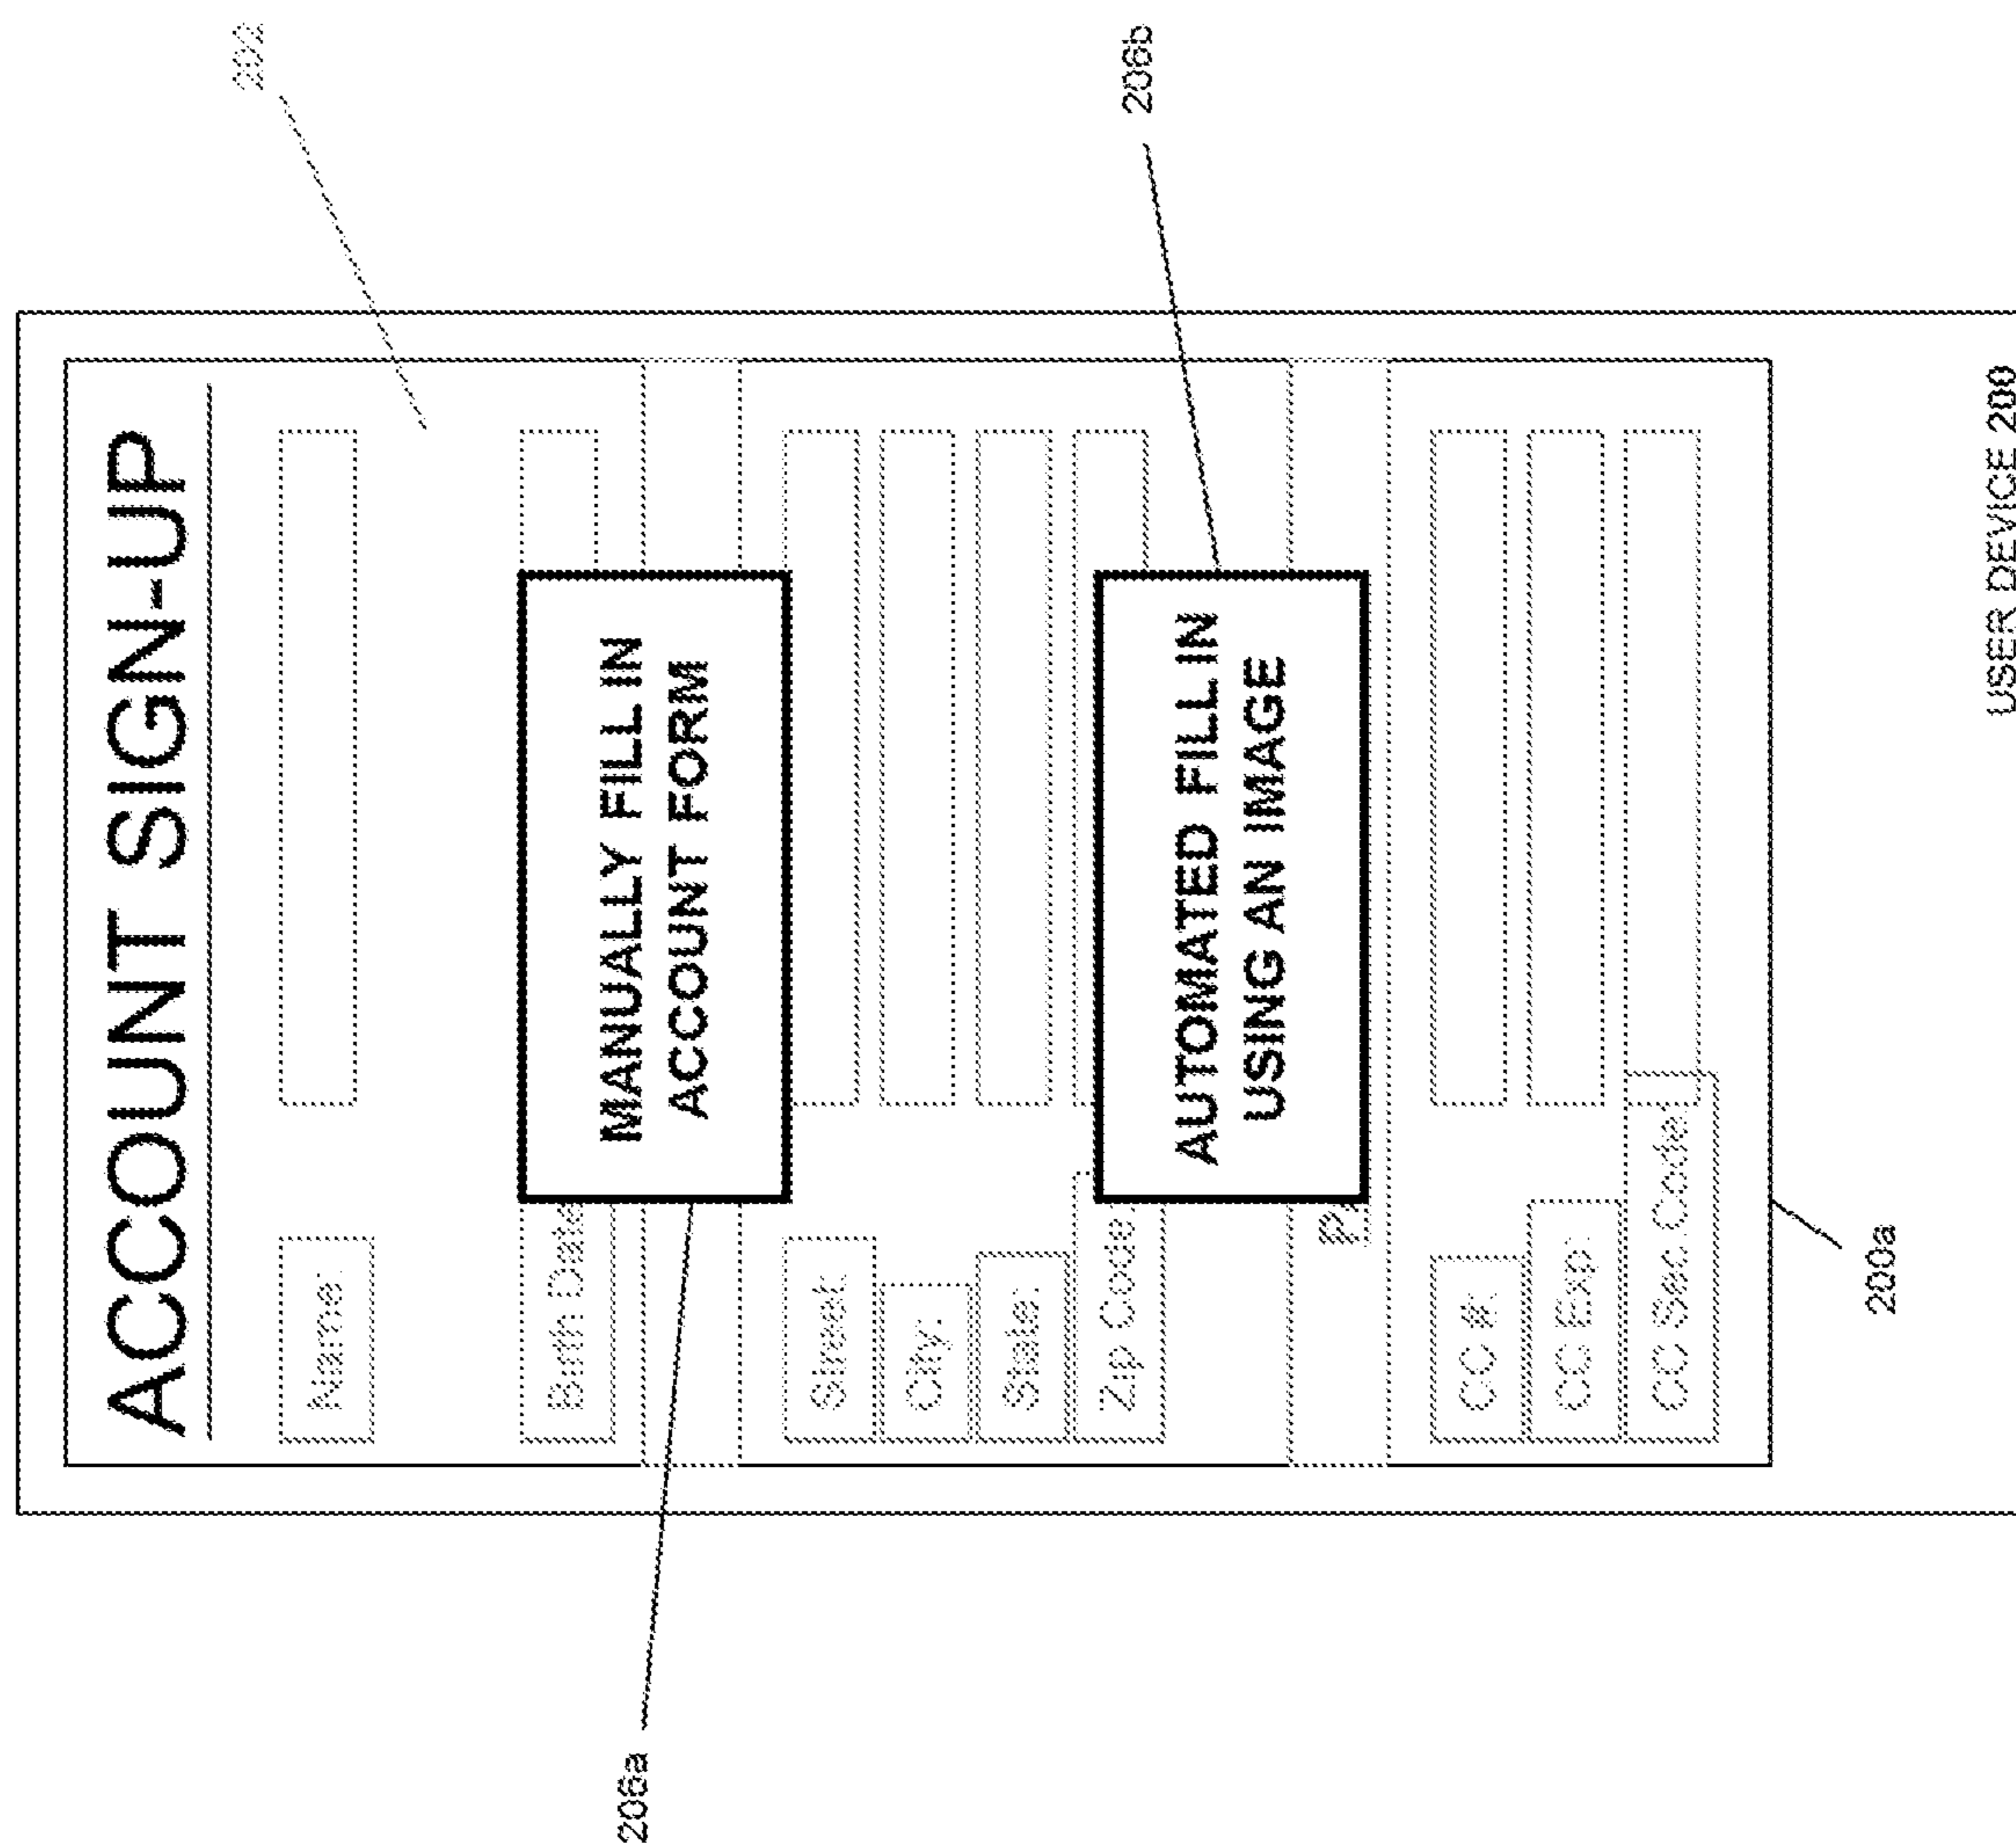 ACCOUNT SIGN-UP
202
Name:
Birth Date
206a
MANUALLY FILL IN
ACCOUNT FORM
Street:
City:
State:
Zip Code:
206b
AUTOMATED FILL IN
USING AN IMAGE
CC #:
CC Exp:
CC Sec. Code:
200a
USER DEVICE 200